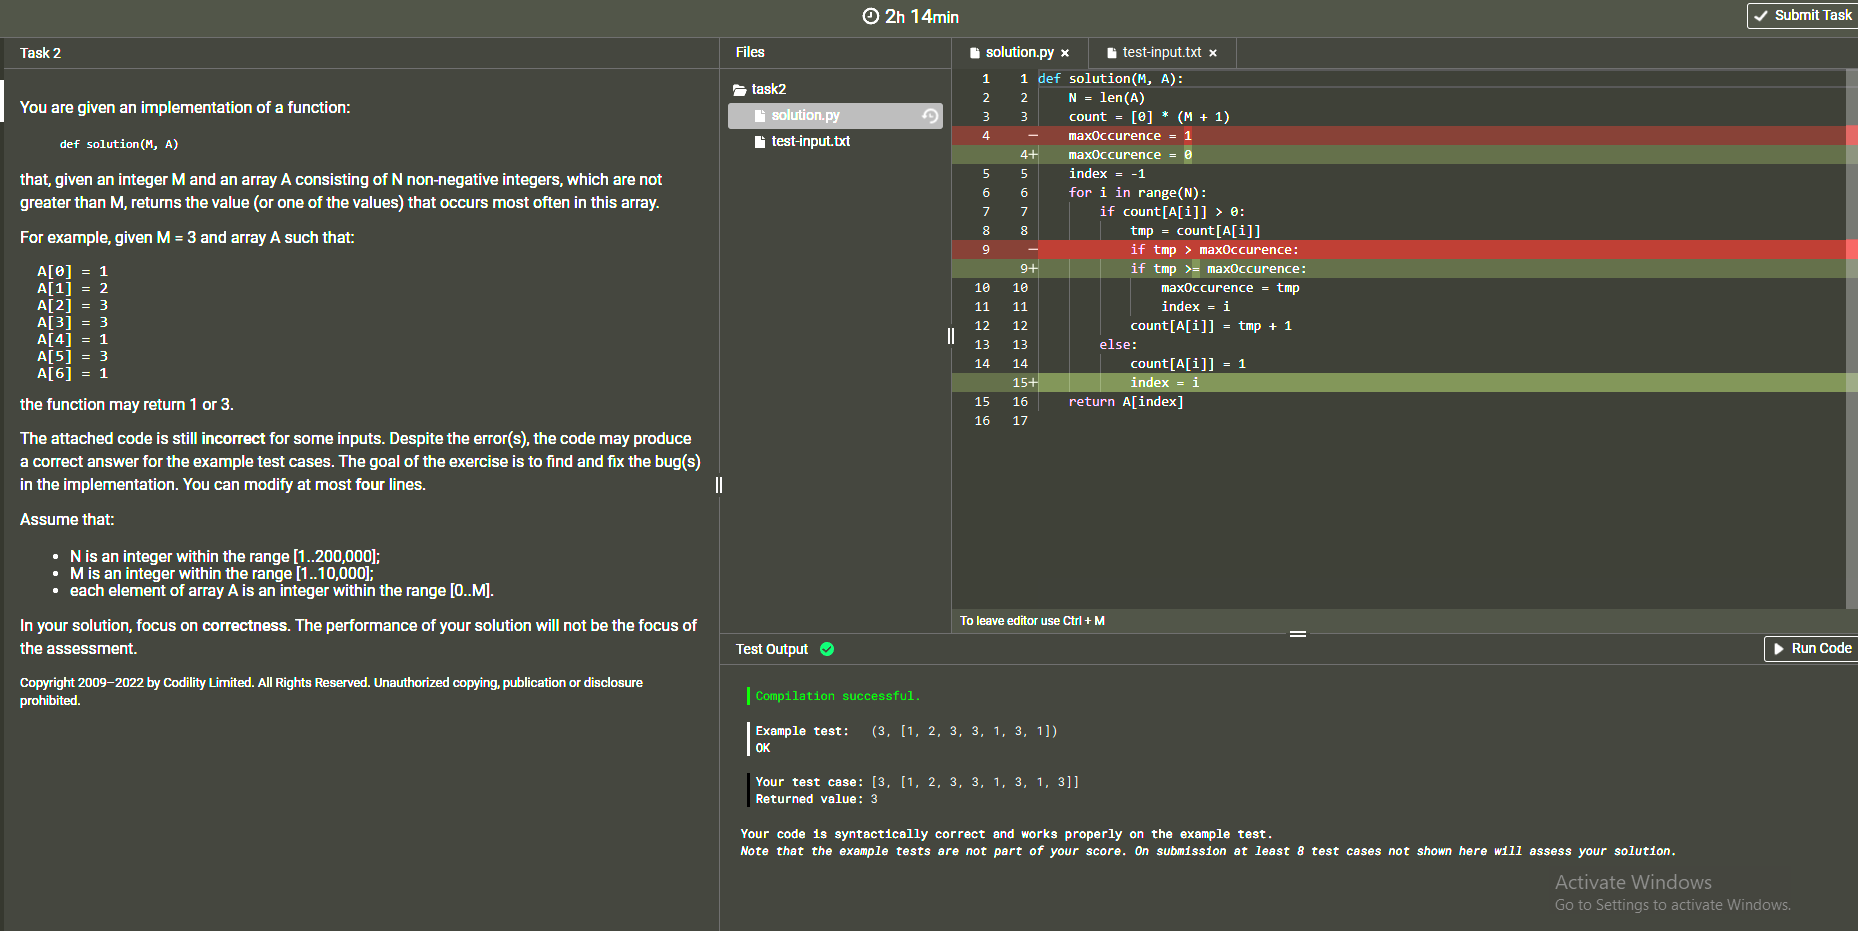 2h 14min
Submit Task
Task 2
You are given an implementation of a function:
def solution(M, A)
that, given an integer M and an array A consisting of N non-negative integers, which are not
greater than M, returns the value (or one of the values) that occurs most often in this array.
For example, given M = 3 and array A such that:
A[0] = 1
A[1] = 2
A[2] = 3
A[3] = 3
A[4] = 1
A[5] = 3
A[6] = 1
the function may return 1 or 3.
The attached code is still incorrect for some inputs. Despite the error(s), the code may produce
a correct answer for the example test cases. The goal of the exercise is to find and fix the bug(s)
in the implementation. You can modify at most four lines.
Assume that:
• N is an integer within the range [1..200,000];
• M is an integer within the range [1..10,000];
• each element of array A is an integer within the range [0..M].
In your solution, focus on correctness. The performance of your solution will not be the focus of
the assessment.
Copyright 2009–2022 by Codility Limited. All Rights Reserved. Unauthorized copying, publication or disclosure
prohibited.
Files
task2
solution.py
test-input.txt
solution.py ×
test-input.txt ×
1 1 def solution(M, A):
2 2 N = len(A)
3 3 count = [0] * (M + 1)
4 − maxOccurence = 1
4+ maxOccurence = 0
5 5 index = -1
6 6 for i in range(N):
7 7 if count[A[i]] > 0:
8 8 tmp = count[A[i]]
9 − if tmp > maxOccurence:
9+ if tmp >= maxOccurence:
10 10 maxOccurence = tmp
11 11 index = i
12 12 count[A[i]] = tmp + 1
13 13 else:
14 14 count[A[i]] = 1
15+ index = i
15 16 return A[index]
16 17
To leave editor use Ctrl + M
Test Output
Run Code
Compilation successful.
Example test: (3, [1, 2, 3, 3, 1, 3, 1])
OK
Your test case: [3, [1, 2, 3, 3, 1, 3, 1, 3]]
Returned value: 3
Your code is syntactically correct and works properly on the example test.
Note that the example tests are not part of your score. On submission at least 8 test cases not shown here will assess your solution.
Activate Windows
Go to Settings to activate Windows.